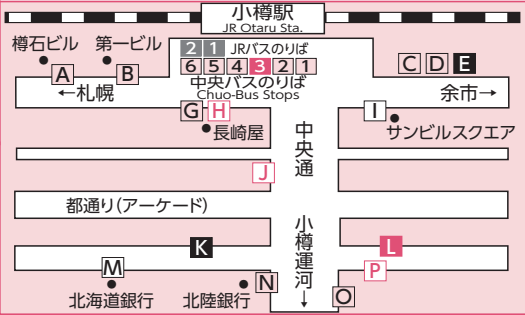 小樽駅
JR Otaru Sta.
樽石ビル 第一ビル
2 1 JRバスのりば
6 5 4 3 2 1
中央バスのりば
Chuo-Bus Stops
A B C D E
←札幌 余市→
G H I
長崎屋 サンビルスクエア
中央通
J
都通り(アーケード)
小樽運河→
K L
M P
N O
北海道銀行 北陸銀行